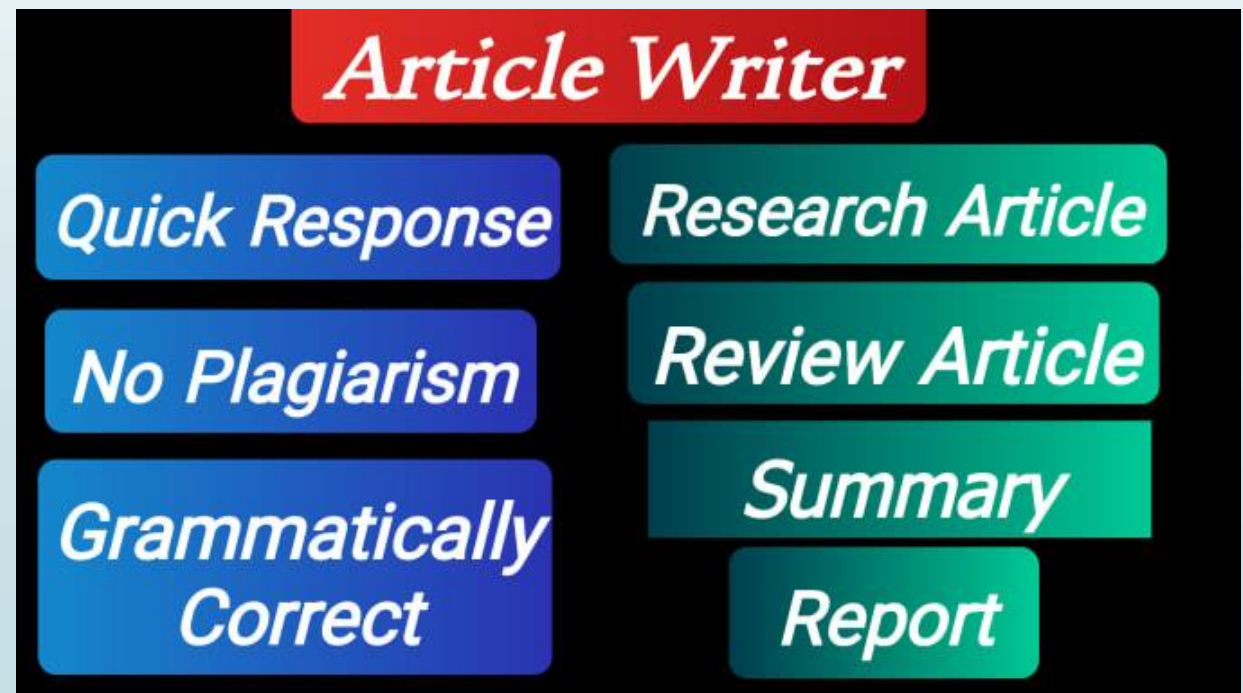 Article Writer
Quick Response
No Plagiarism
Grammatically
Correct
Research Article
Review Article
Summary
Report